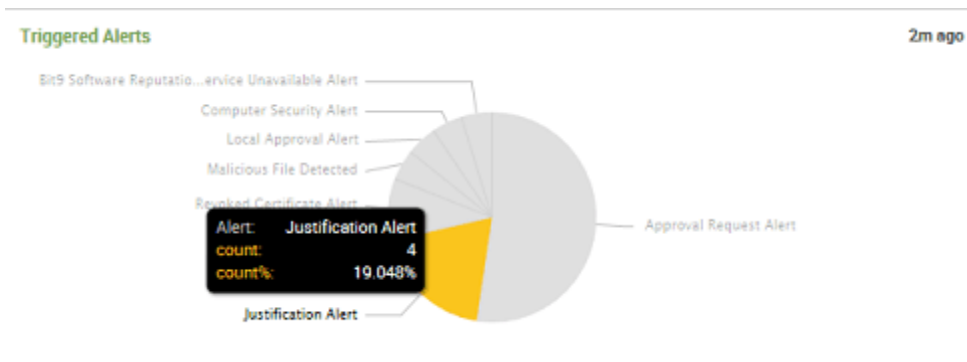 Triggered Alerts
2m ago
Bit9 Software Reputatio...ervice Unavailable Alert
Computer Security Alert
Local Approval Alert
Malicious File Detected
Revoked Certificate Alert
Approval Request Alert
Alert: Justification Alert
count: 4
count%: 19.048%
Justification Alert